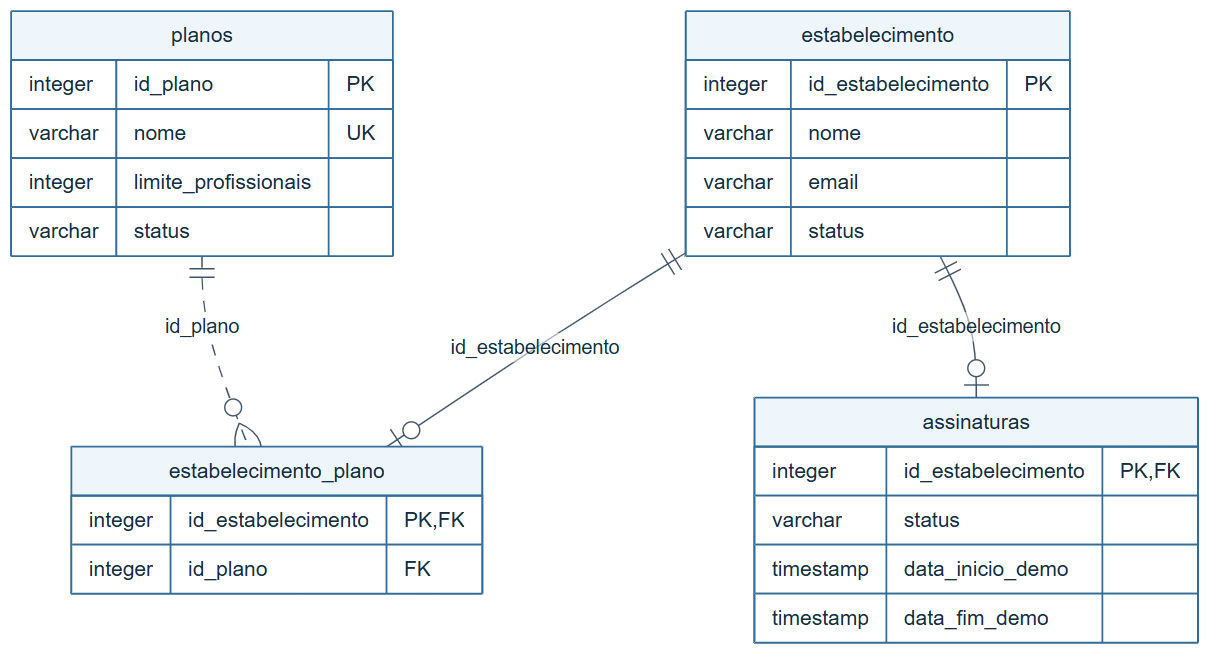 planos
integer id_plano PK
varchar nome UK
integer limite_profissionais
varchar status
estabelecimento
integer id_estabelecimento PK
varchar nome
varchar email
varchar status
id_plano
id_estabelecimento
id_estabelecimento
estabelecimento_plano
integer id_estabelecimento PK,FK
integer id_plano FK
assinaturas
integer id_estabelecimento PK,FK
varchar status
timestamp data_inicio_demo
timestamp data_fim_demo